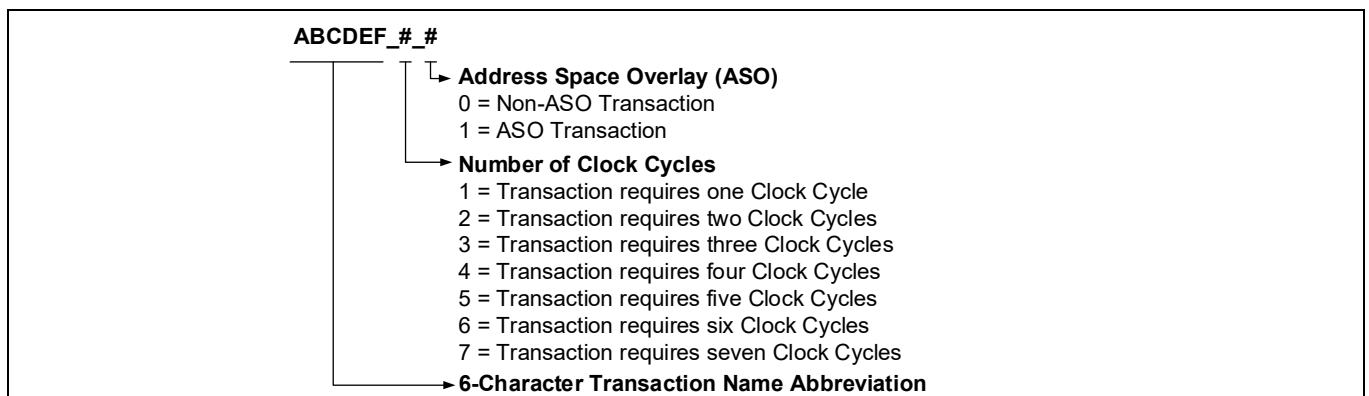 ABCDEF_#_#
Address Space Overlay (ASO)
0 = Non-ASO Transaction
1 = ASO Transaction
Number of Clock Cycles
1 = Transaction requires one Clock Cycle
2 = Transaction requires two Clock Cycles
3 = Transaction requires three Clock Cycles
4 = Transaction requires four Clock Cycles
5 = Transaction requires five Clock Cycles
6 = Transaction requires six Clock Cycles
7 = Transaction requires seven Clock Cycles
6-Character Transaction Name Abbreviation